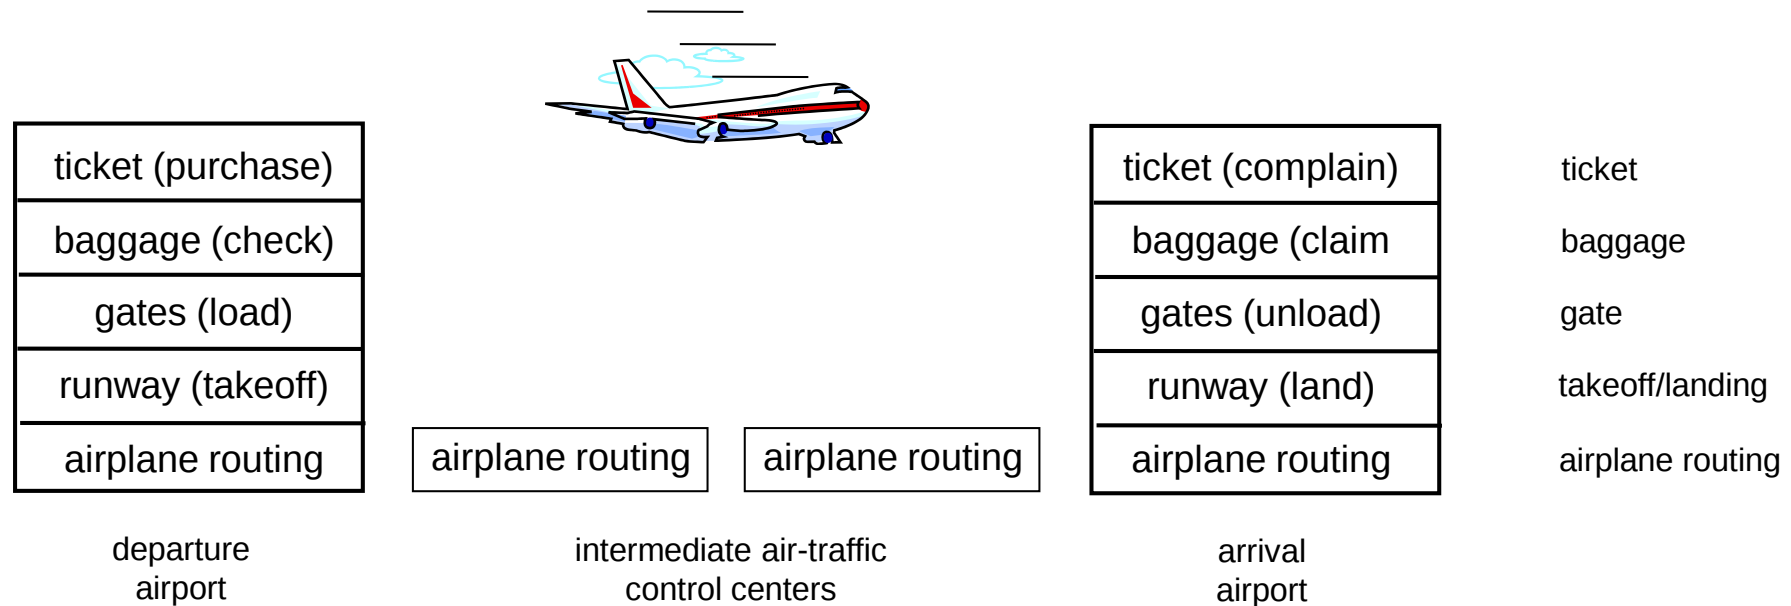 ticket (purchase)
baggage (check)
gates (load)
runway (takeoff)
airplane routing
departure
airport
airplane routing
airplane routing
intermediate air-traffic
control centers
ticket (complain)
baggage (claim
gates (unload)
runway (land)
airplane routing
arrival
airport
ticket
baggage
gate
takeoff/landing
airplane routing